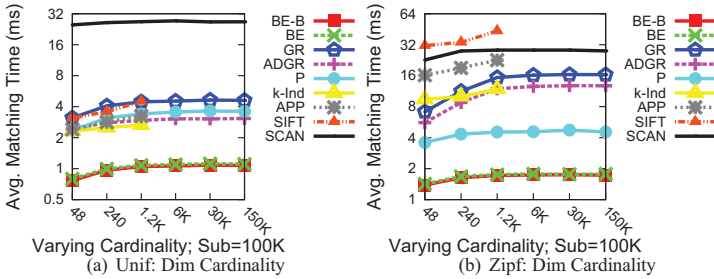 Avg. Matching Time (ms)
32
16
8
4
2
1
0.5
48
240
1.2K
6K
30K
150K
Varying Cardinality; Sub=100K
BE-B
BE
GR
ADGR
P
k-Ind
APP
SIFT
SCAN
(a) Unif: Dim Cardinality
Avg. Matching Time (ms)
64
32
16
8
4
2
1
48
240
1.2K
6K
30K
150K
Varying Cardinality; Sub=100K
BE-B
BE
GR
ADGR
P
k-Ind
APP
SIFT
SCAN
(b) Zipf: Dim Cardinality